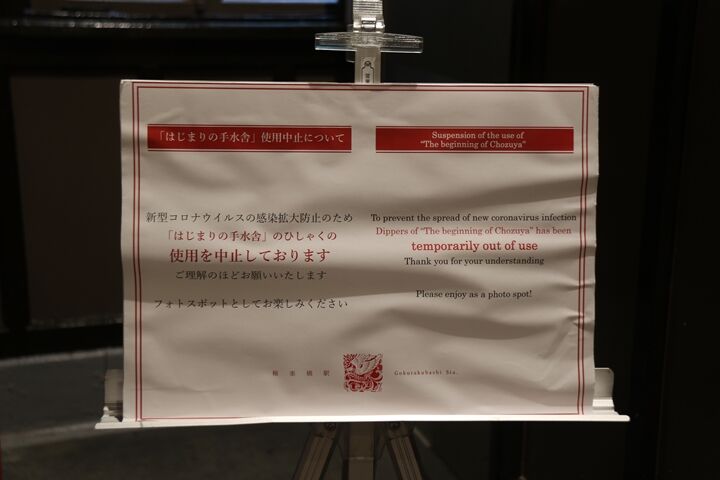 「はじまりの手水舎」使用中止について
新型コロナウイルスの感染拡大防止のため
「はじまりの手水舎」のひしゃくの
使用を中止しております
ご理解のほどお願いいたします
フォトスポットとしてお楽しみください
Suspension of the use of
"The beginning of Chozuya"
To prevent the spread of new coronavirus infection
Dippers of "The beginning of Chozuya" has been
temporarily out of use
Thank you for your understanding
Please enjoy as a photo spot!
極楽橋駅
Gokurakubashi Sta.